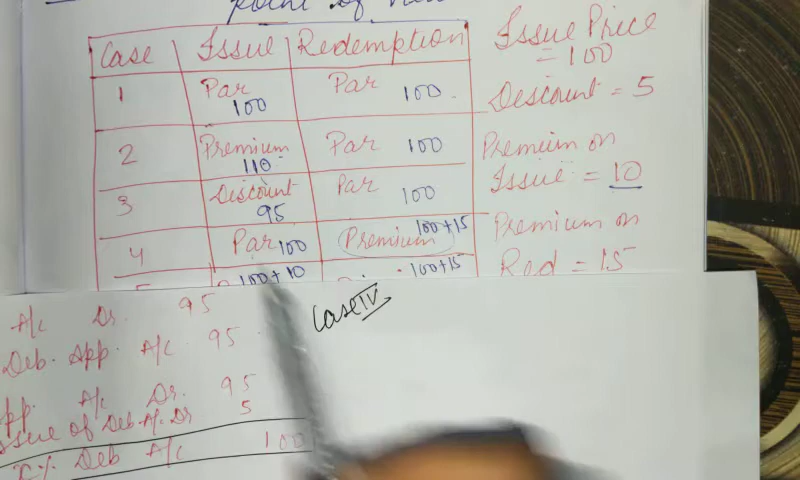 point of
Case Issue Redemption
1 Par 100 Par 100
2 Premium 110 Par 100
3 Discount 95 Par 100
4 Par 100 Premium 100+15
100+10 100+15
Issue Price
= 100
Discount = 5
Premium on
Issue = 10
Premium on
Red = 15
A/c Dr. 95
Deb. App. A/c 95
App. A/c Dr. 95
Issue of Deb. A/c Dr 5
% Deb A/c 100
Case IV